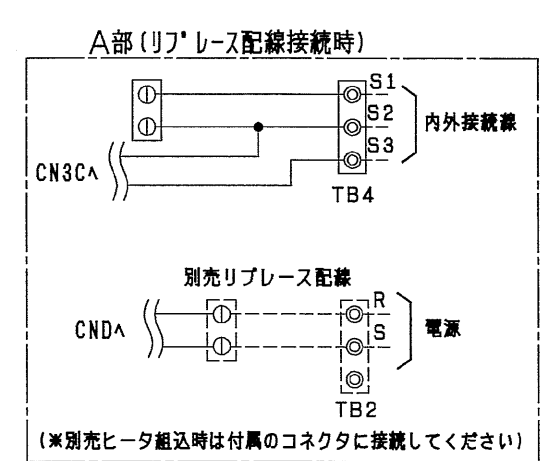 A部(リプレース配線接続時)
S1
S2
S3
内外接続線
CN3Cへ
TB4
別売リプレース配線
R
S
CNDへ
電源
TB2
(※別売ヒータ組込時は付属のコネクタに接続してください)